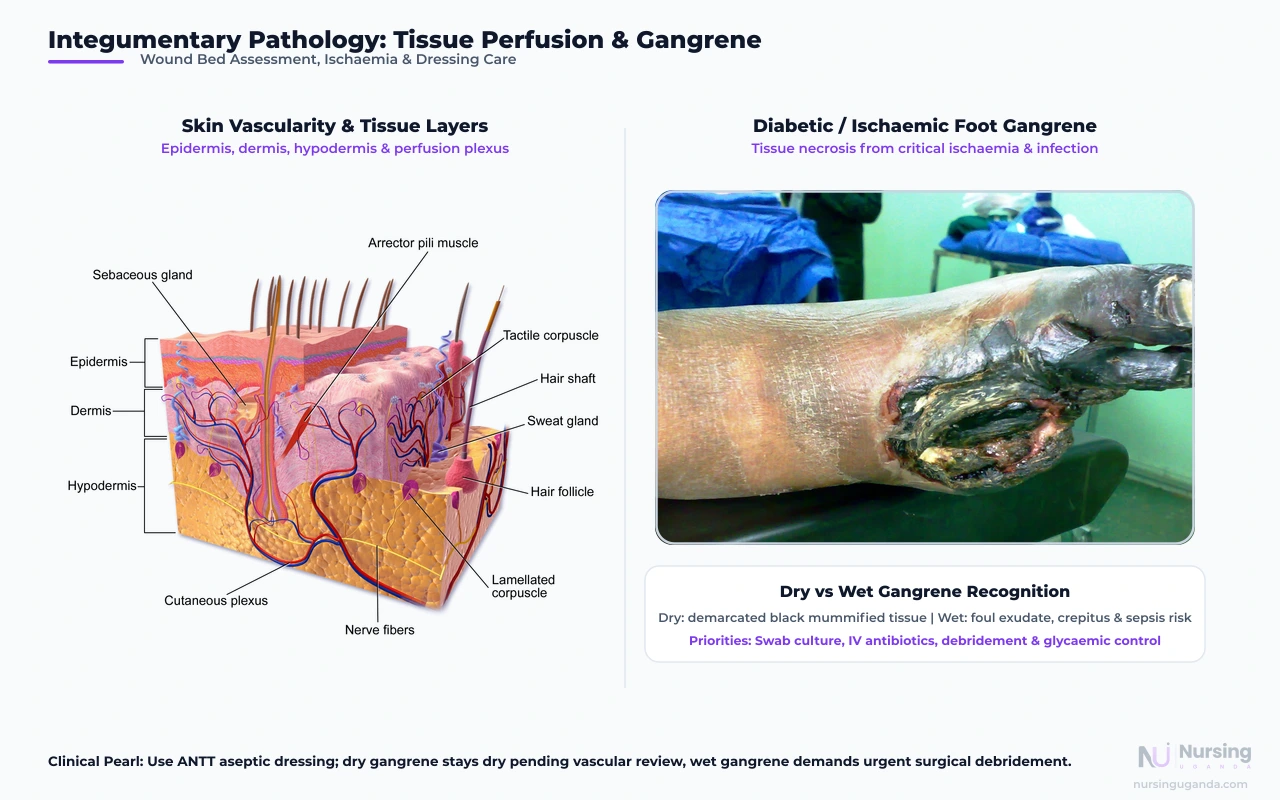 Integumentary Pathology: Tissue Perfusion & Gangrene
Wound Bed Assessment, Ischaemia & Dressing Care
Skin Vascularity & Tissue Layers
Epidermis, dermis, hypodermis & perfusion plexus
Arrector pili muscle
Sebaceous gland
Tactile corpuscle
Epidermis
Hair shaft
Dermis
Sweat gland
Hypodermis
Hair follicle
Lamellated
corpuscle
Cutaneous plexus
Nerve fibers
Diabetic / Ischaemic Foot Gangrene
Tissue necrosis from critical ischaemia & infection
Dry vs Wet Gangrene Recognition
Dry: demarcated black mummified tissue | Wet: foul exudate, crepitus & sepsis risk
Priorities: Swab culture, IV antibiotics, debridement & glycaemic control
Clinical Pearl: Use ANTT aseptic dressing; dry gangrene stays dry pending vascular review, wet gangrene demands urgent surgical debridement.
NU Nursing
UGANDA
nursinguganda.com